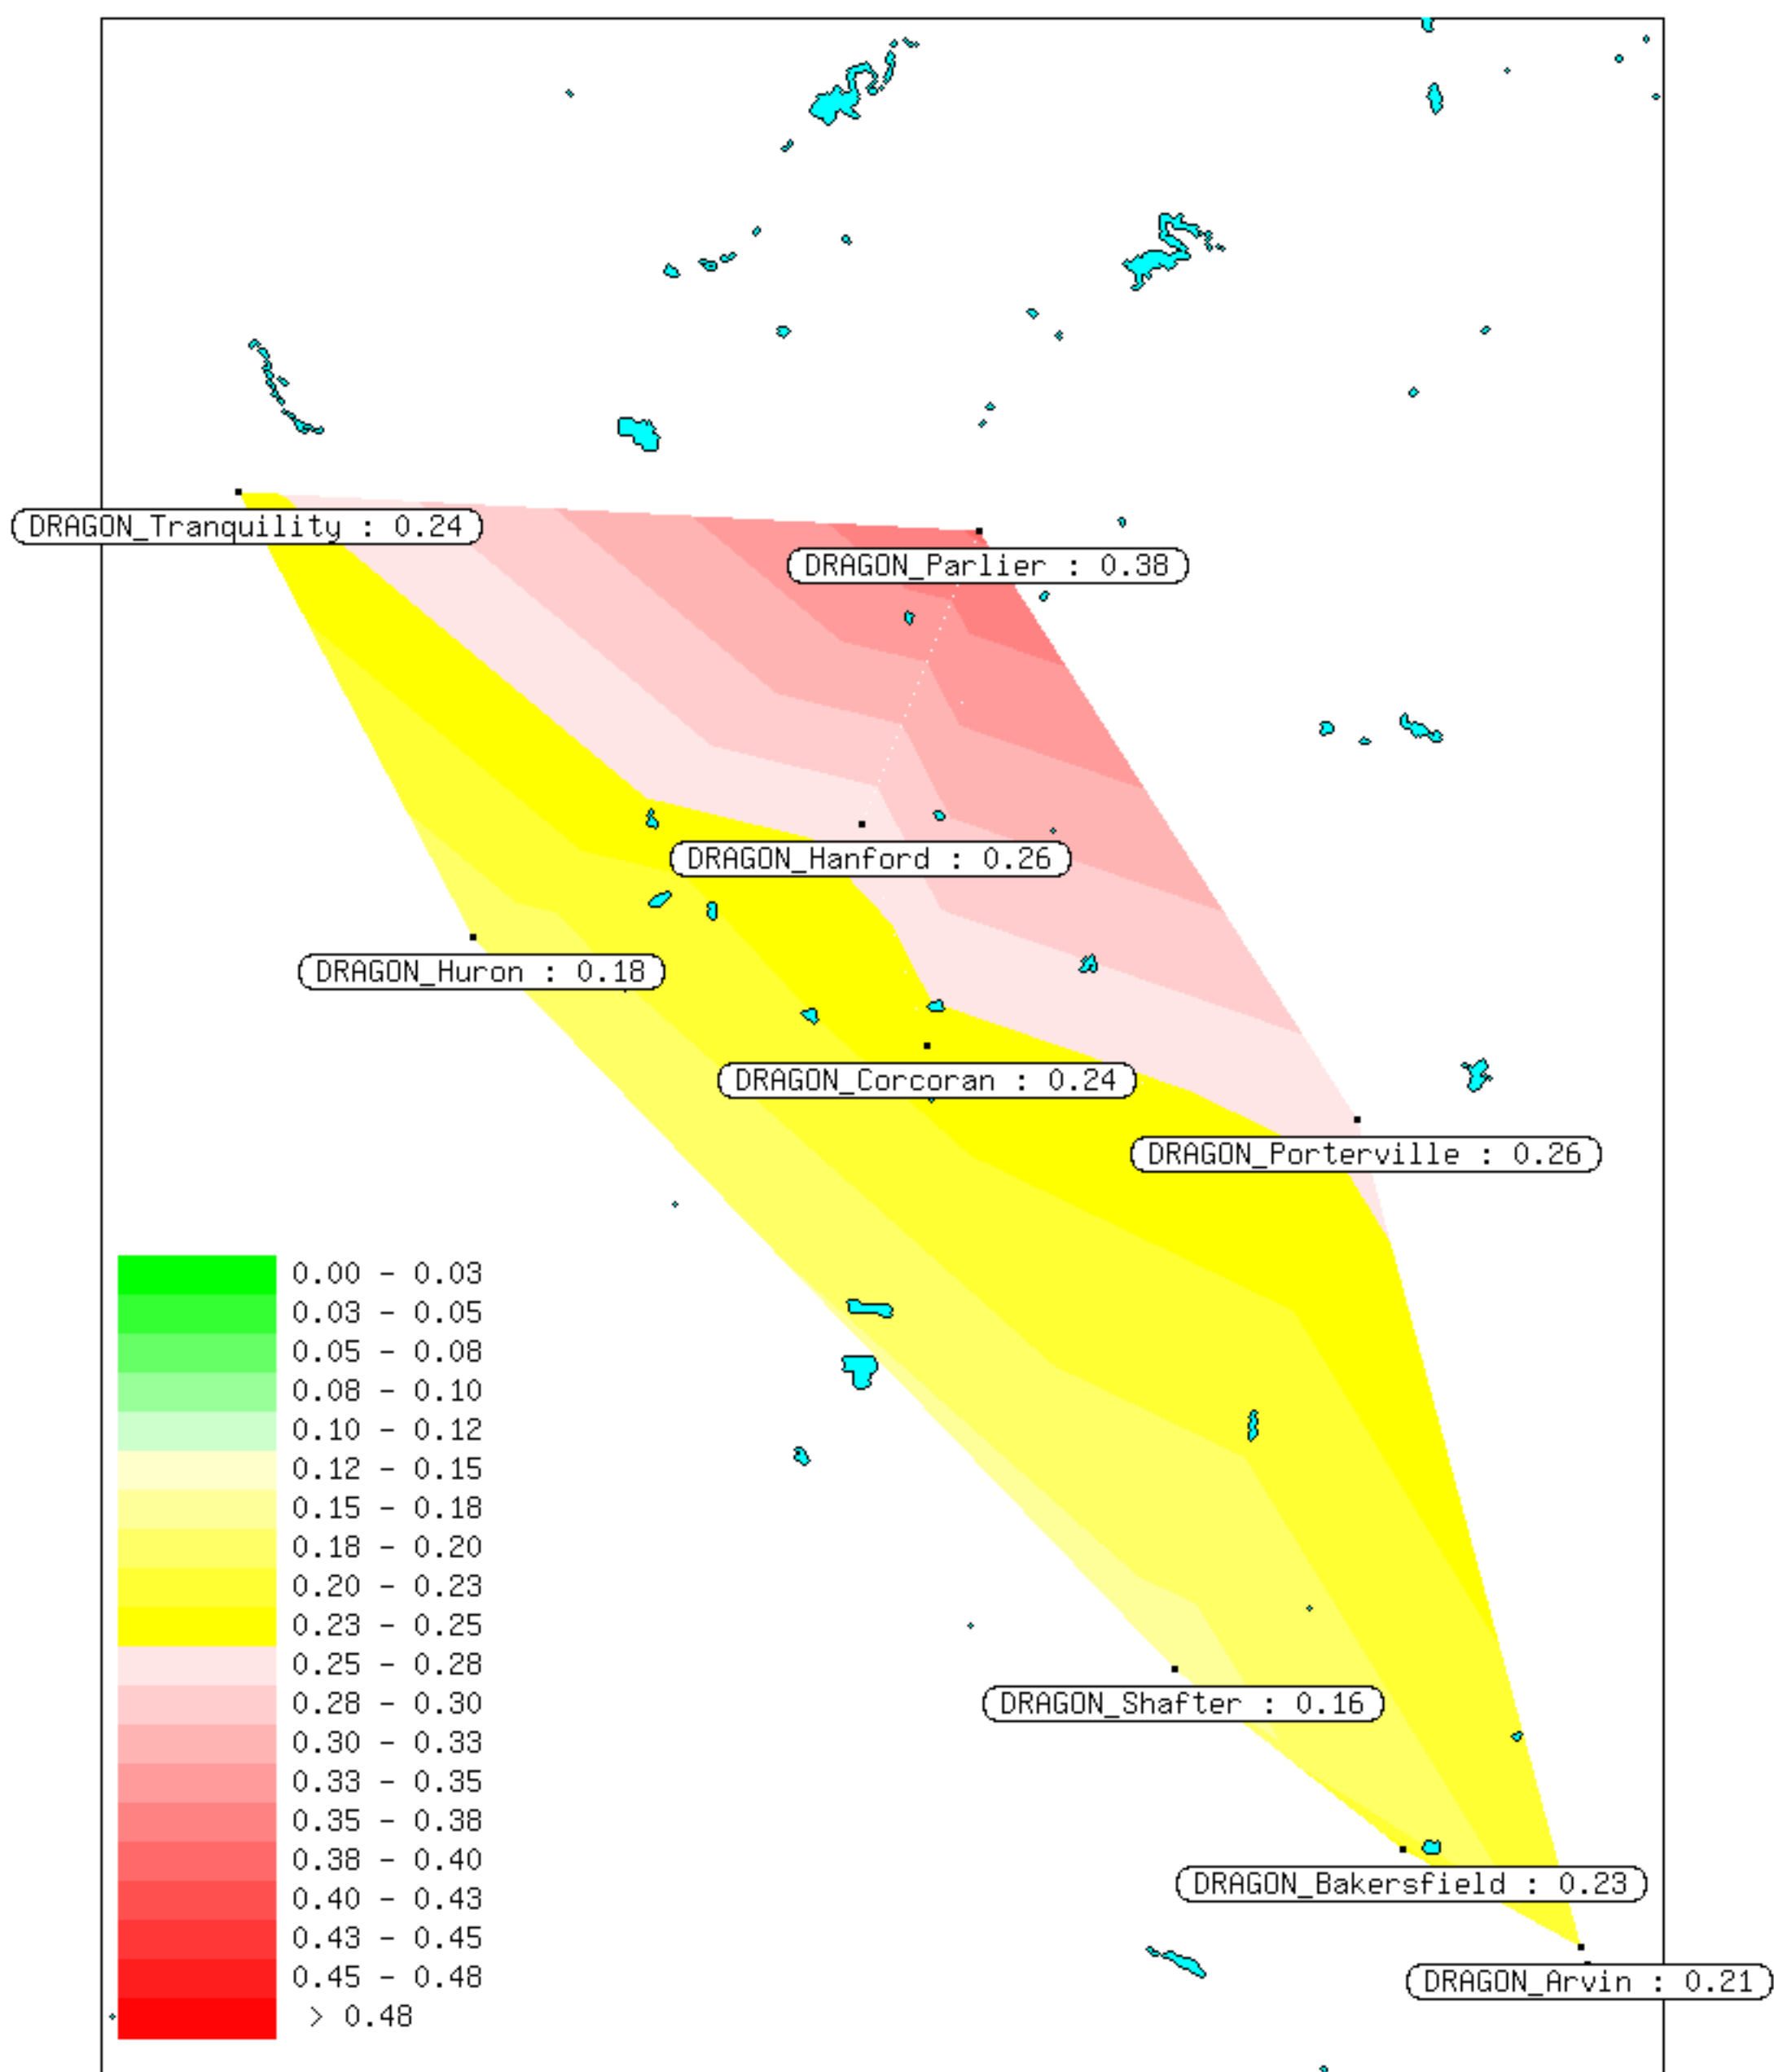 DRAGON_Tranquility : 0.24
DRAGON_Parlier : 0.38
DRAGON_Hanford : 0.26
DRAGON_Huron : 0.18
DRAGON_Corcoran : 0.24
DRAGON_Porterville : 0.26
0.00 - 0.03
0.03 - 0.05
0.05 - 0.08
0.08 - 0.10
0.10 - 0.12
0.12 - 0.15
0.15 - 0.18
0.18 - 0.20
0.20 - 0.23
0.23 - 0.25
0.25 - 0.28
0.28 - 0.30
0.30 - 0.33
0.33 - 0.35
0.35 - 0.38
0.38 - 0.40
0.40 - 0.43
0.43 - 0.45
0.45 - 0.48
> 0.48
DRAGON_Shafter : 0.16
DRAGON_Bakersfield : 0.23
DRAGON_Arvin : 0.21